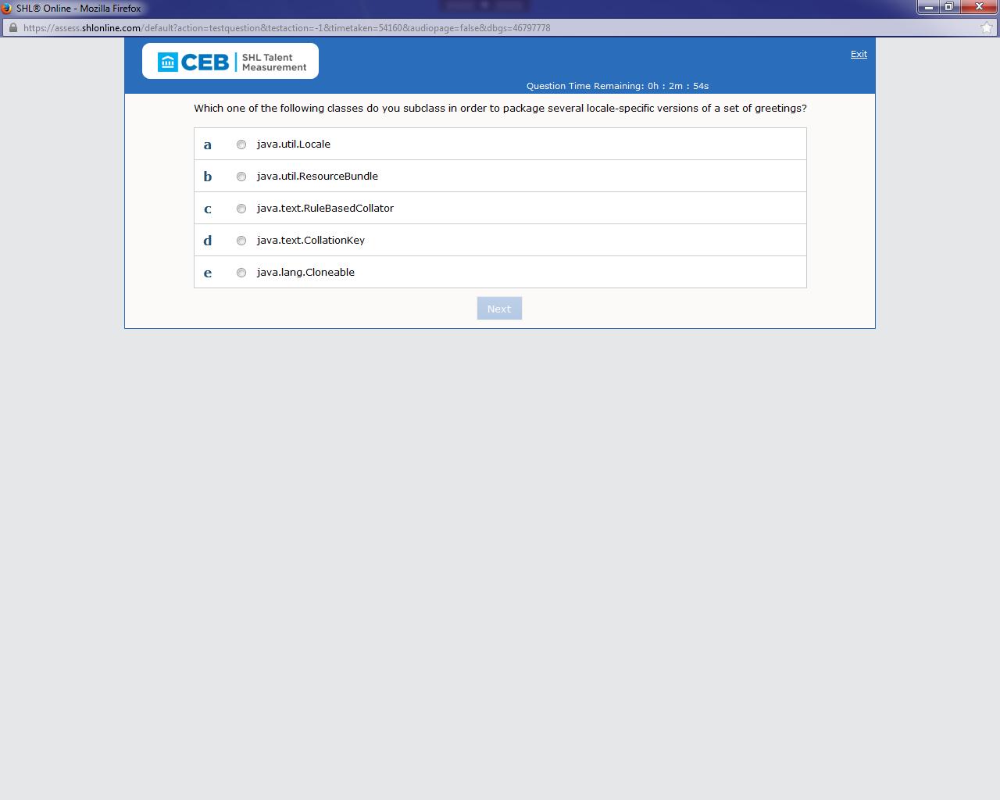 SHL® Online - Mozilla Firefox
https://assess.shlonline.com/default?action=testquestion&testaction=-1&timetaken=54160&audiopage=false&dbgs=46797778
CEB SHL Talent Measurement
Exit
Question Time Remaining: 0h : 2m : 54s
Which one of the following classes do you subclass in order to package several locale-specific versions of a set of greetings?
a java.util.Locale
b java.util.ResourceBundle
c java.text.RuleBasedCollator
d java.text.CollationKey
e java.lang.Cloneable
Next